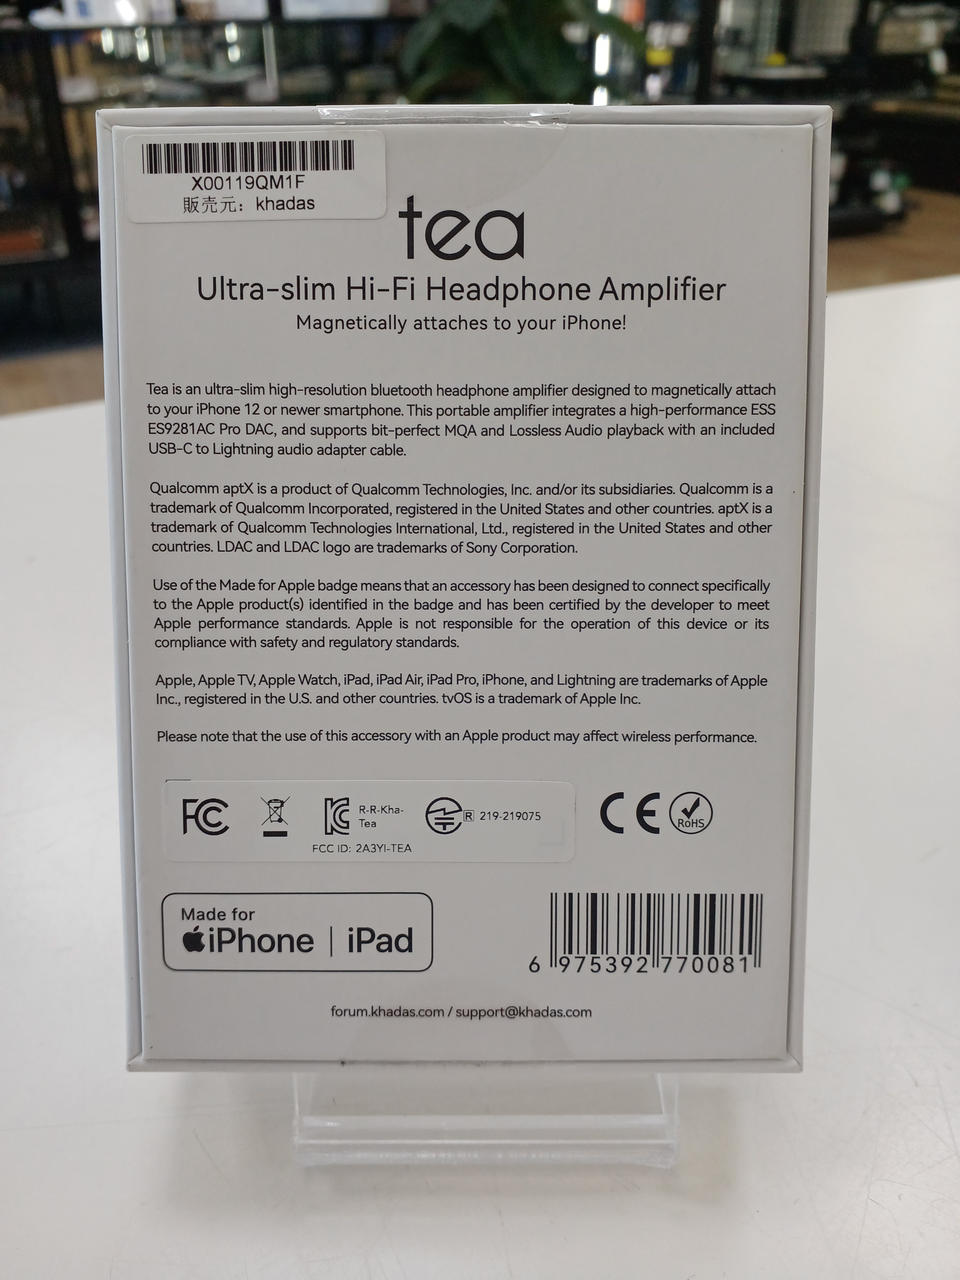 X00119QM1F
販売元: khadas
tea
Ultra-slim Hi-Fi Headphone Amplifier
Magnetically attaches to your iPhone!
Tea is an ultra-slim high-resolution bluetooth headphone amplifier designed to magnetically attach
to your iPhone 12 or newer smartphone. This portable amplifier integrates a high-performance ESS
ES9281AC Pro DAC, and supports bit-perfect MQA and Lossless Audio playback with an included
USB-C to Lightning audio adapter cable.
Qualcomm aptX is a product of Qualcomm Technologies, Inc. and/or its subsidiaries. Qualcomm is a
trademark of Qualcomm Incorporated, registered in the United States and other countries. aptX is a
trademark of Qualcomm Technologies International, Ltd., registered in the United States and other
countries. LDAC and LDAC logo are trademarks of Sony Corporation.
Use of the Made for Apple badge means that an accessory has been designed to connect specifically
to the Apple product(s) identified in the badge and has been certified by the developer to meet
Apple performance standards. Apple is not responsible for the operation of this device or its
compliance with safety and regulatory standards.
Apple, Apple TV, Apple Watch, iPad, iPad Air, iPad Pro, iPhone, and Lightning are trademarks of Apple
Inc., registered in the U.S. and other countries. tvOS is a trademark of Apple Inc.
Please note that the use of this accessory with an Apple product may affect wireless performance.
FC
R-R-Kha-
Tea
R 219-219075
CE
RoHS
FCC ID: 2A3YI-TEA
Made for
iPhone | iPad
6 975392 770081
forum.khadas.com / support@khadas.com